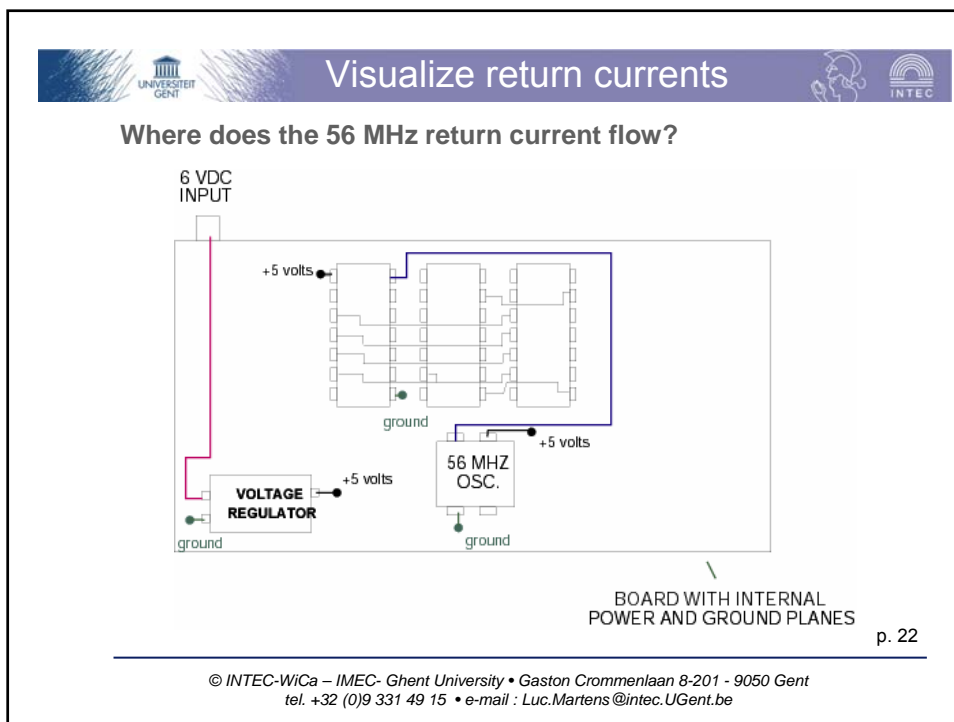 UNIVERSITEIT
GENT
Visualize return currents
INTEC
Where does the 56 MHz return current flow?
6 VDC
INPUT
+5 volts
ground
+5 volts
56 MHZ
OSC.
+5 volts
VOLTAGE
REGULATOR
ground
ground
BOARD WITH INTERNAL
POWER AND GROUND PLANES
p. 22
© INTEC-WiCa – IMEC- Ghent University • Gaston Crommenlaan 8-201 - 9050 Gent
tel. +32 (0)9 331 49 15 • e-mail : Luc.Martens@intec.UGent.be